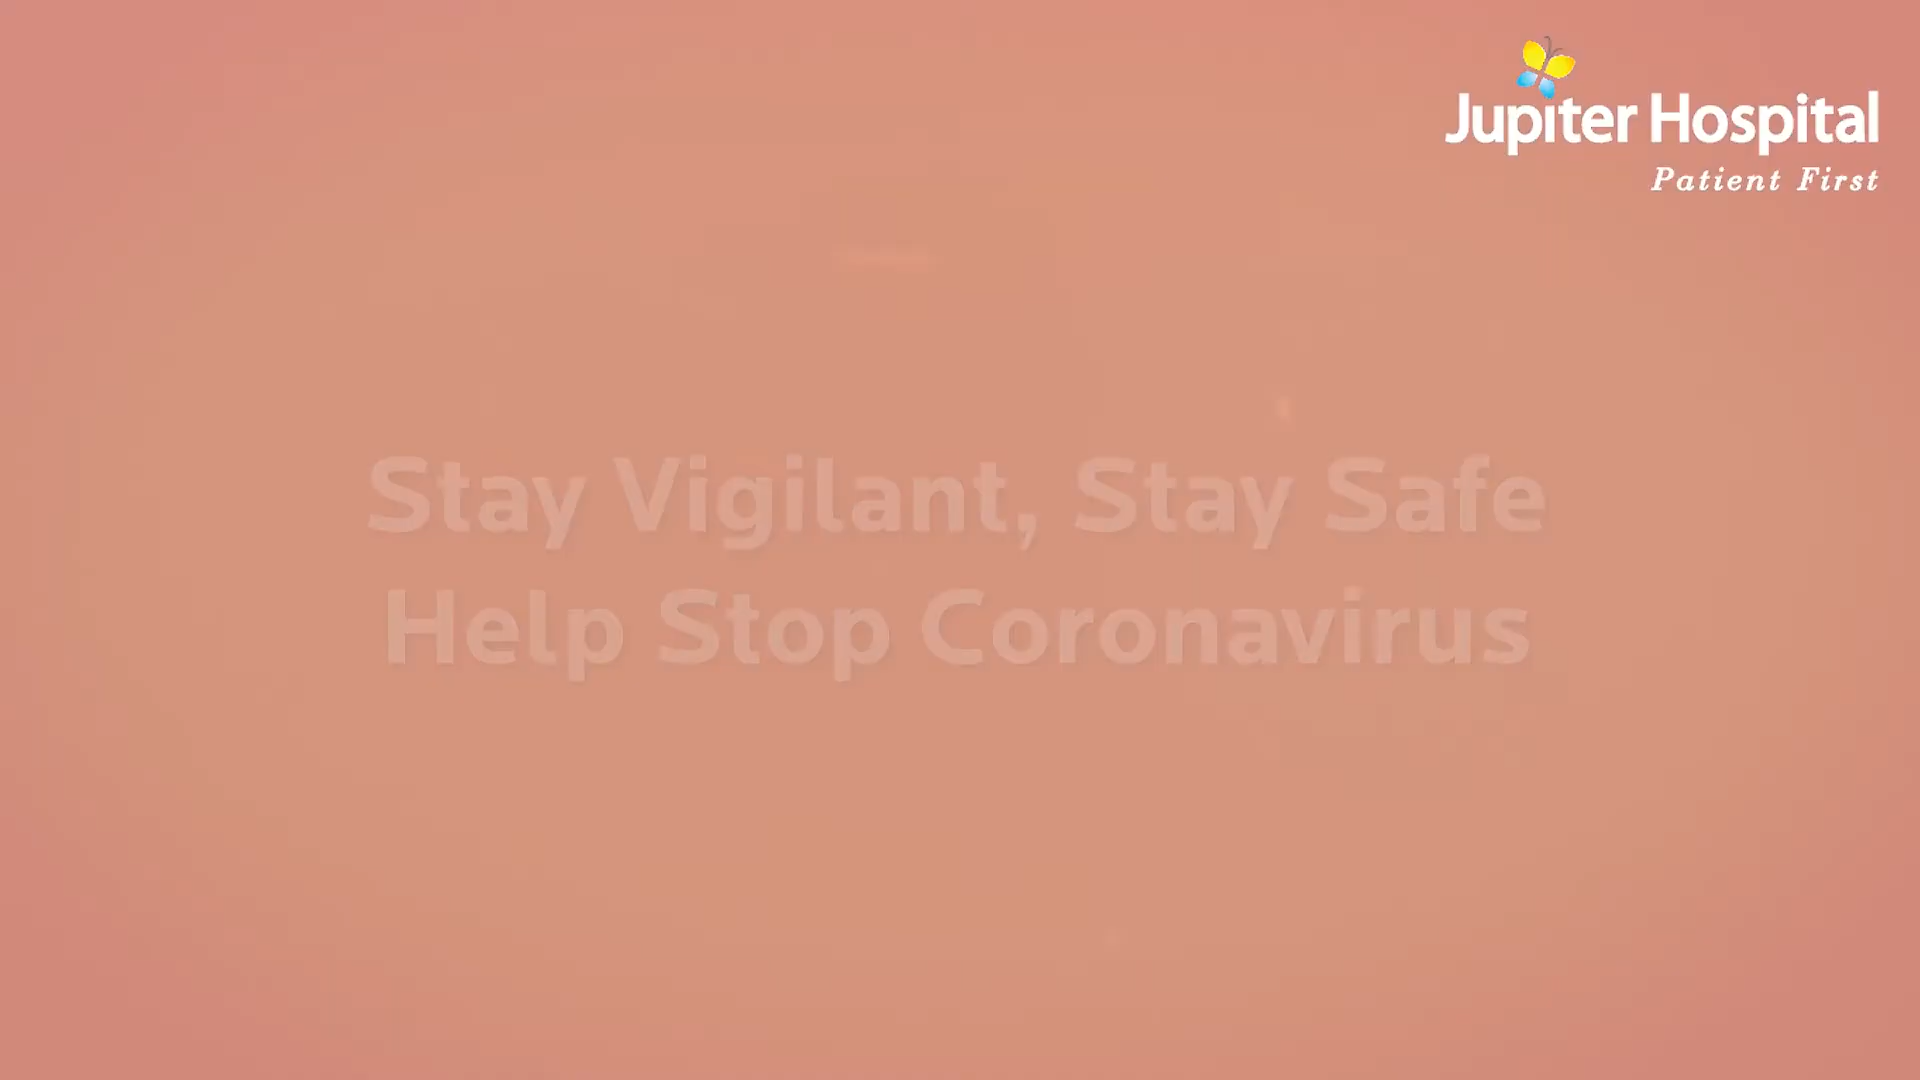 Jupiter Hospital
Patient First
Stay Vigilant, Stay Safe
Help Stop Coronavirus